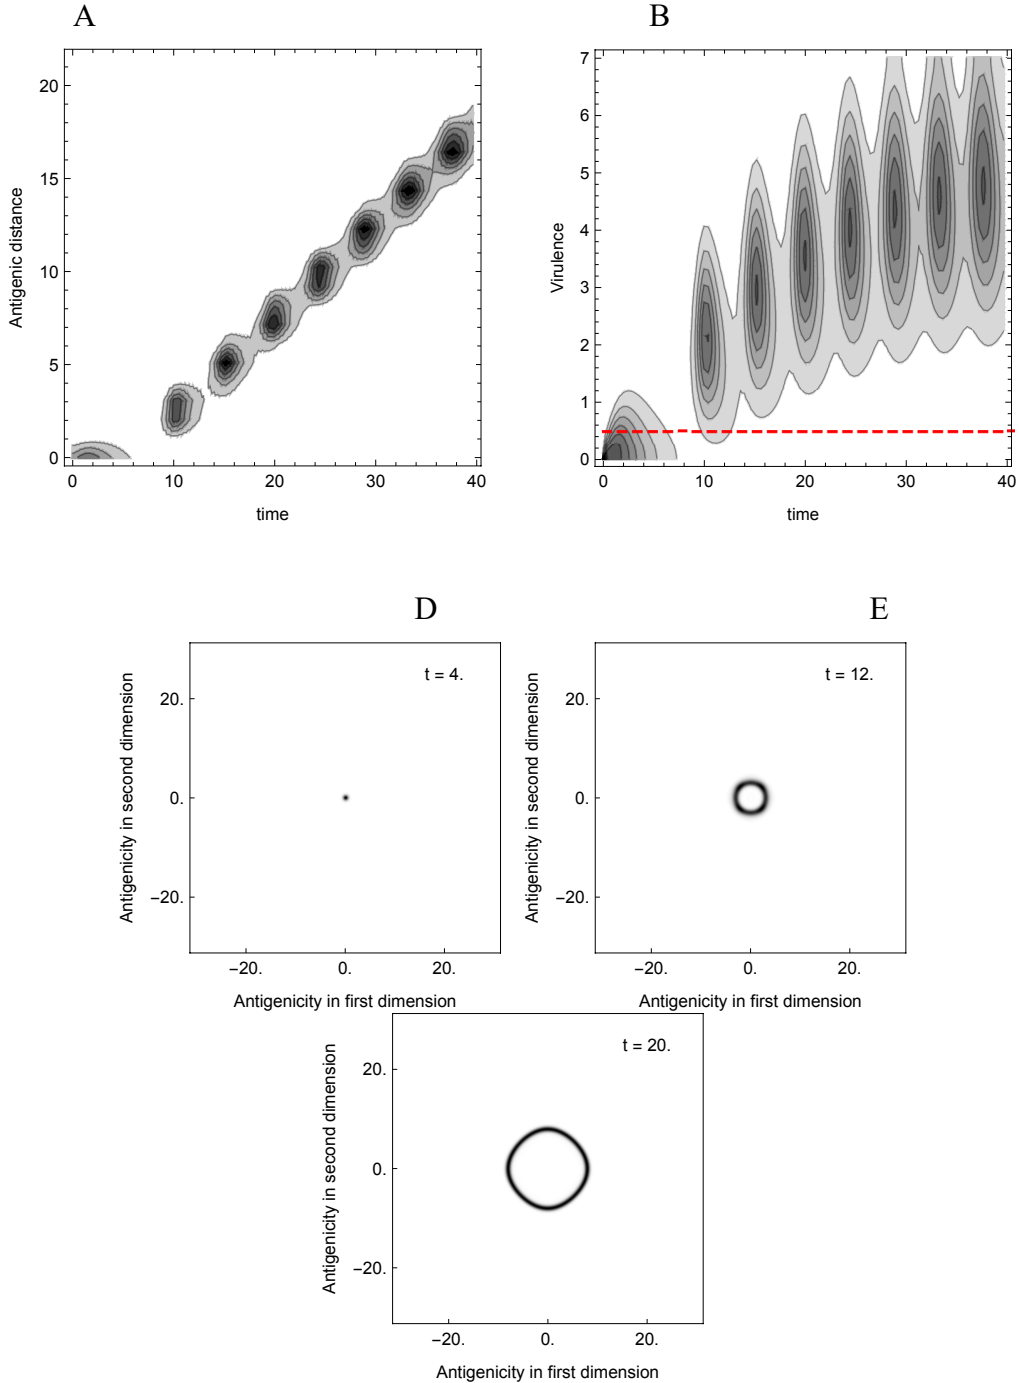 A
B
Antigenic distance
20
15
10
5
0
0 10 20 30 40
time
Virulence
7
6
5
4
3
2
1
0
0 10 20 30 40
time
D
E
Antigenicity in second dimension
t = 4.
20.
0.
−20.
−20. 0. 20.
Antigenicity in first dimension
Antigenicity in second dimension
t = 12.
20.
0.
−20.
−20. 0. 20.
Antigenicity in first dimension
Antigenicity in second dimension
t = 20.
20.
0.
−20.
−20. 0. 20.
Antigenicity in first dimension